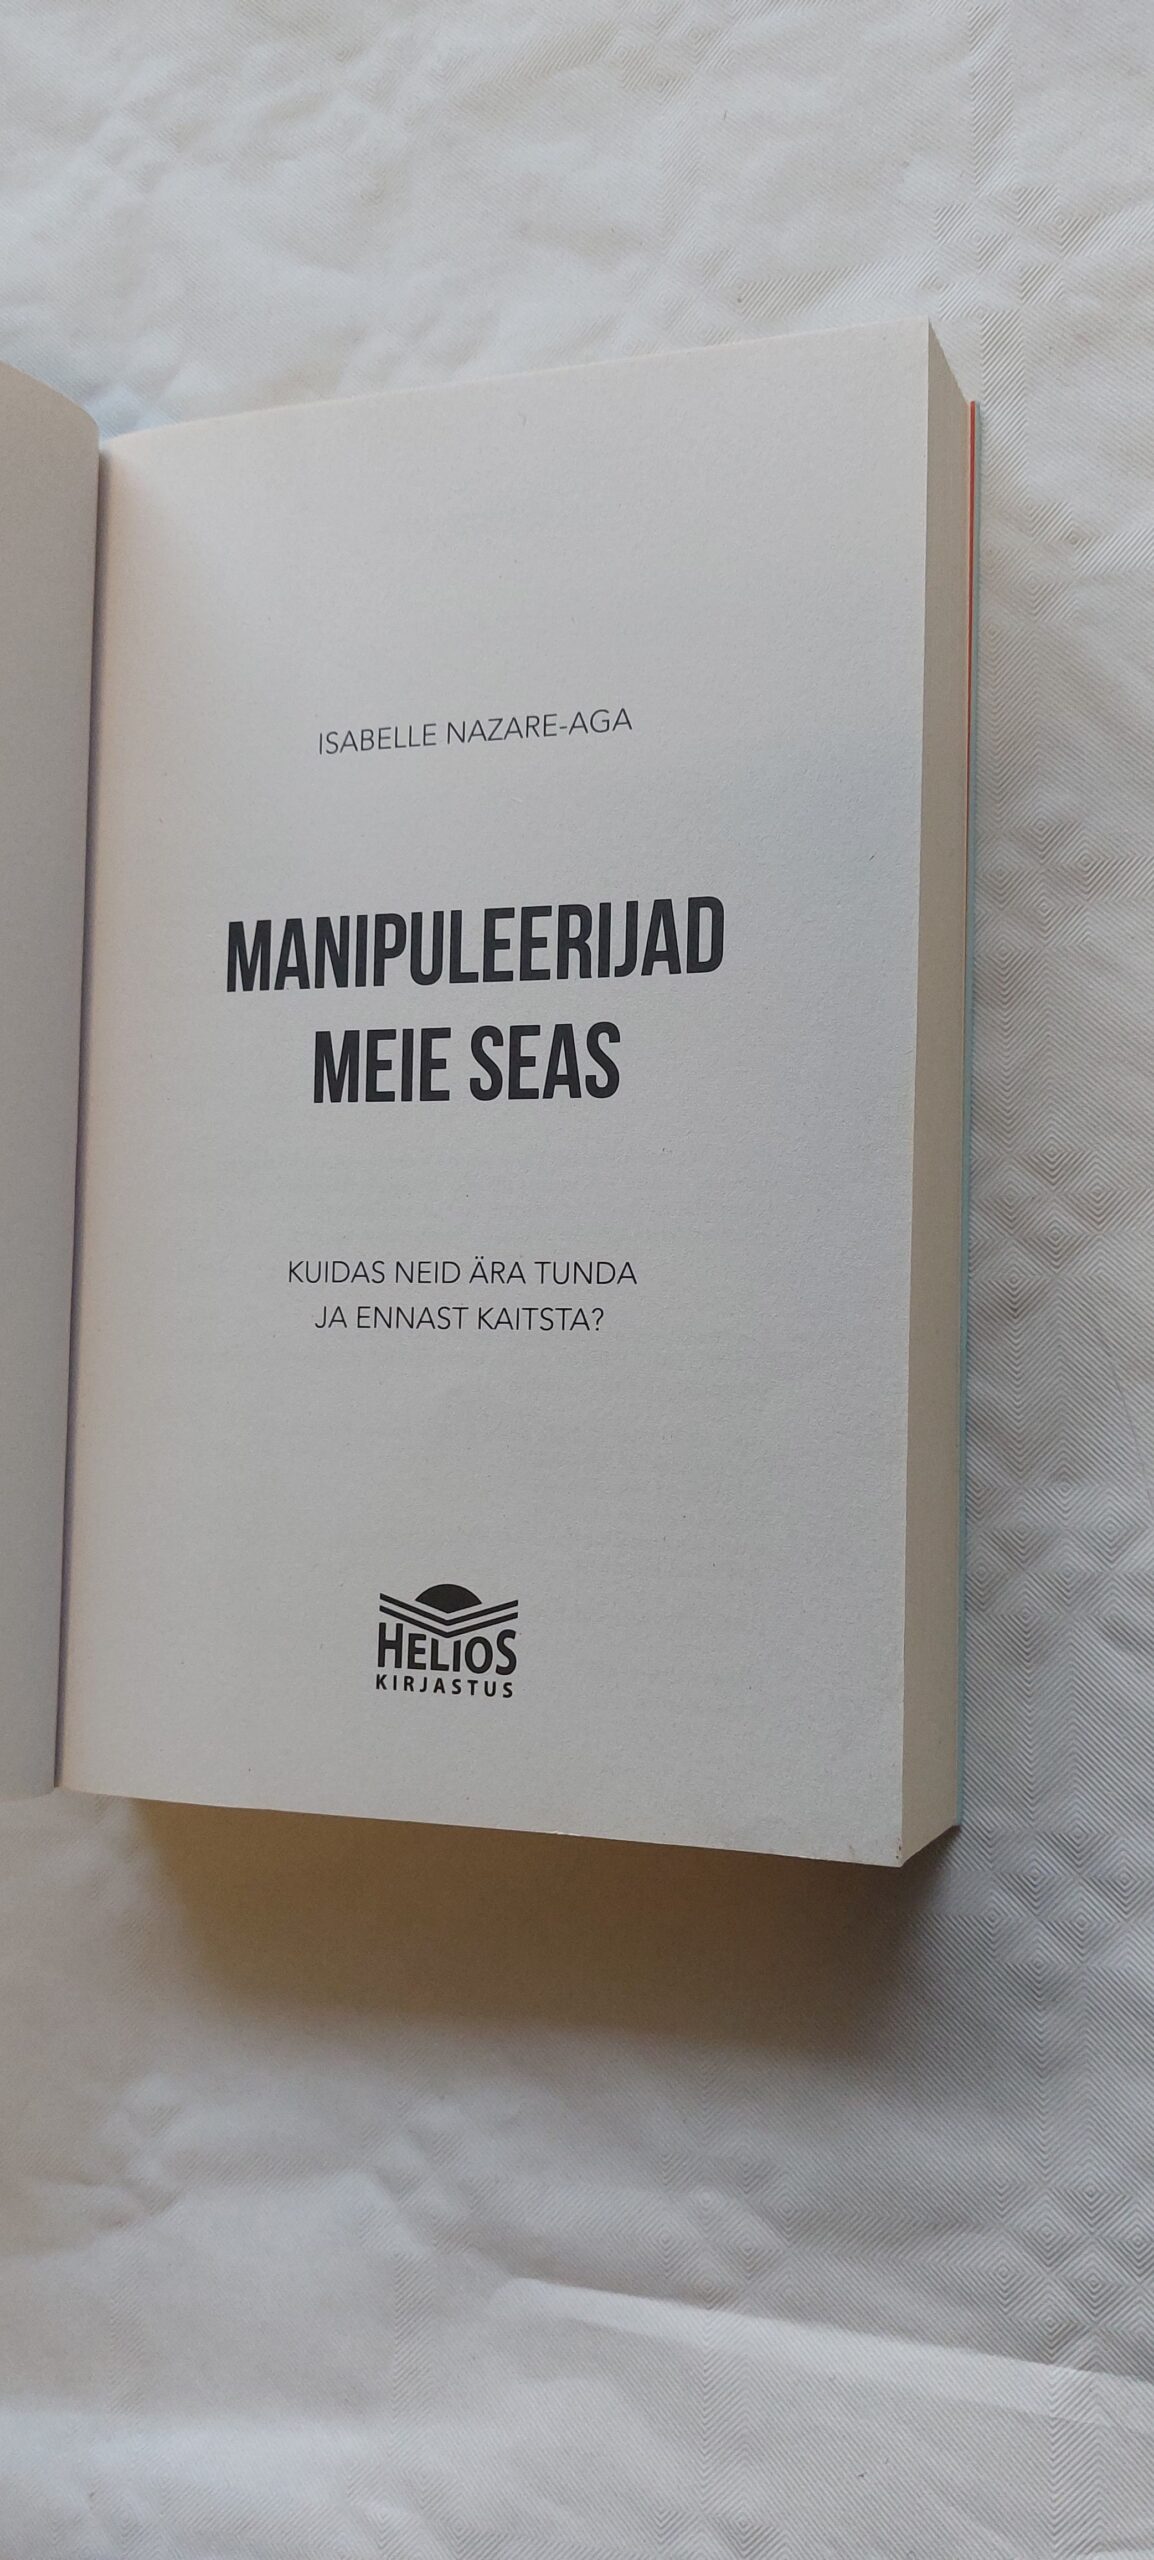 ISABELLE NAZARE-AGA
MANIPULEERIJAD
MEIE SEAS
KUIDAS NEID ÄRA TUNDA
JA ENNAST KAITSTA?
HELIOS
KIRJASTUS